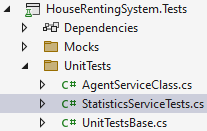 HouseRentingSystem.Tests
Dependencies
Mocks
UnitTests
C# AgentServiceClass.cs
C# StatisticsServiceTests.cs
C# UnitTestsBase.cs